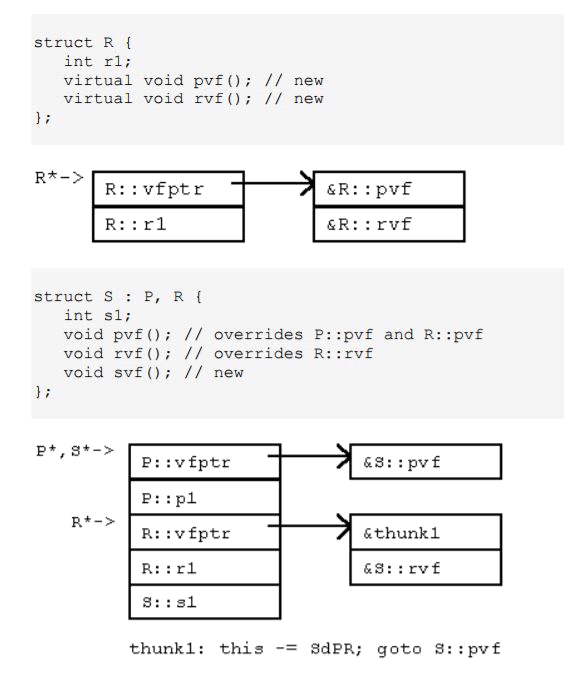 struct R {
int r1;
virtual void pvf(); // new
virtual void rvf(); // new
};
R*->
R::vfptr
&R::pvf
R::r1
&R::rvf
struct S : P, R {
int s1;
void pvf(); // overrides P::pvf and R::pvf
void rvf(); // overrides R::rvf
void svf(); // new
};
P*,S*->
P::vfptr
&S::pvf
P::p1
R*->
R::vfptr
&thunk1
R::r1
&S::rvf
S::s1
thunk1: this -= SdPR; goto S::pvf